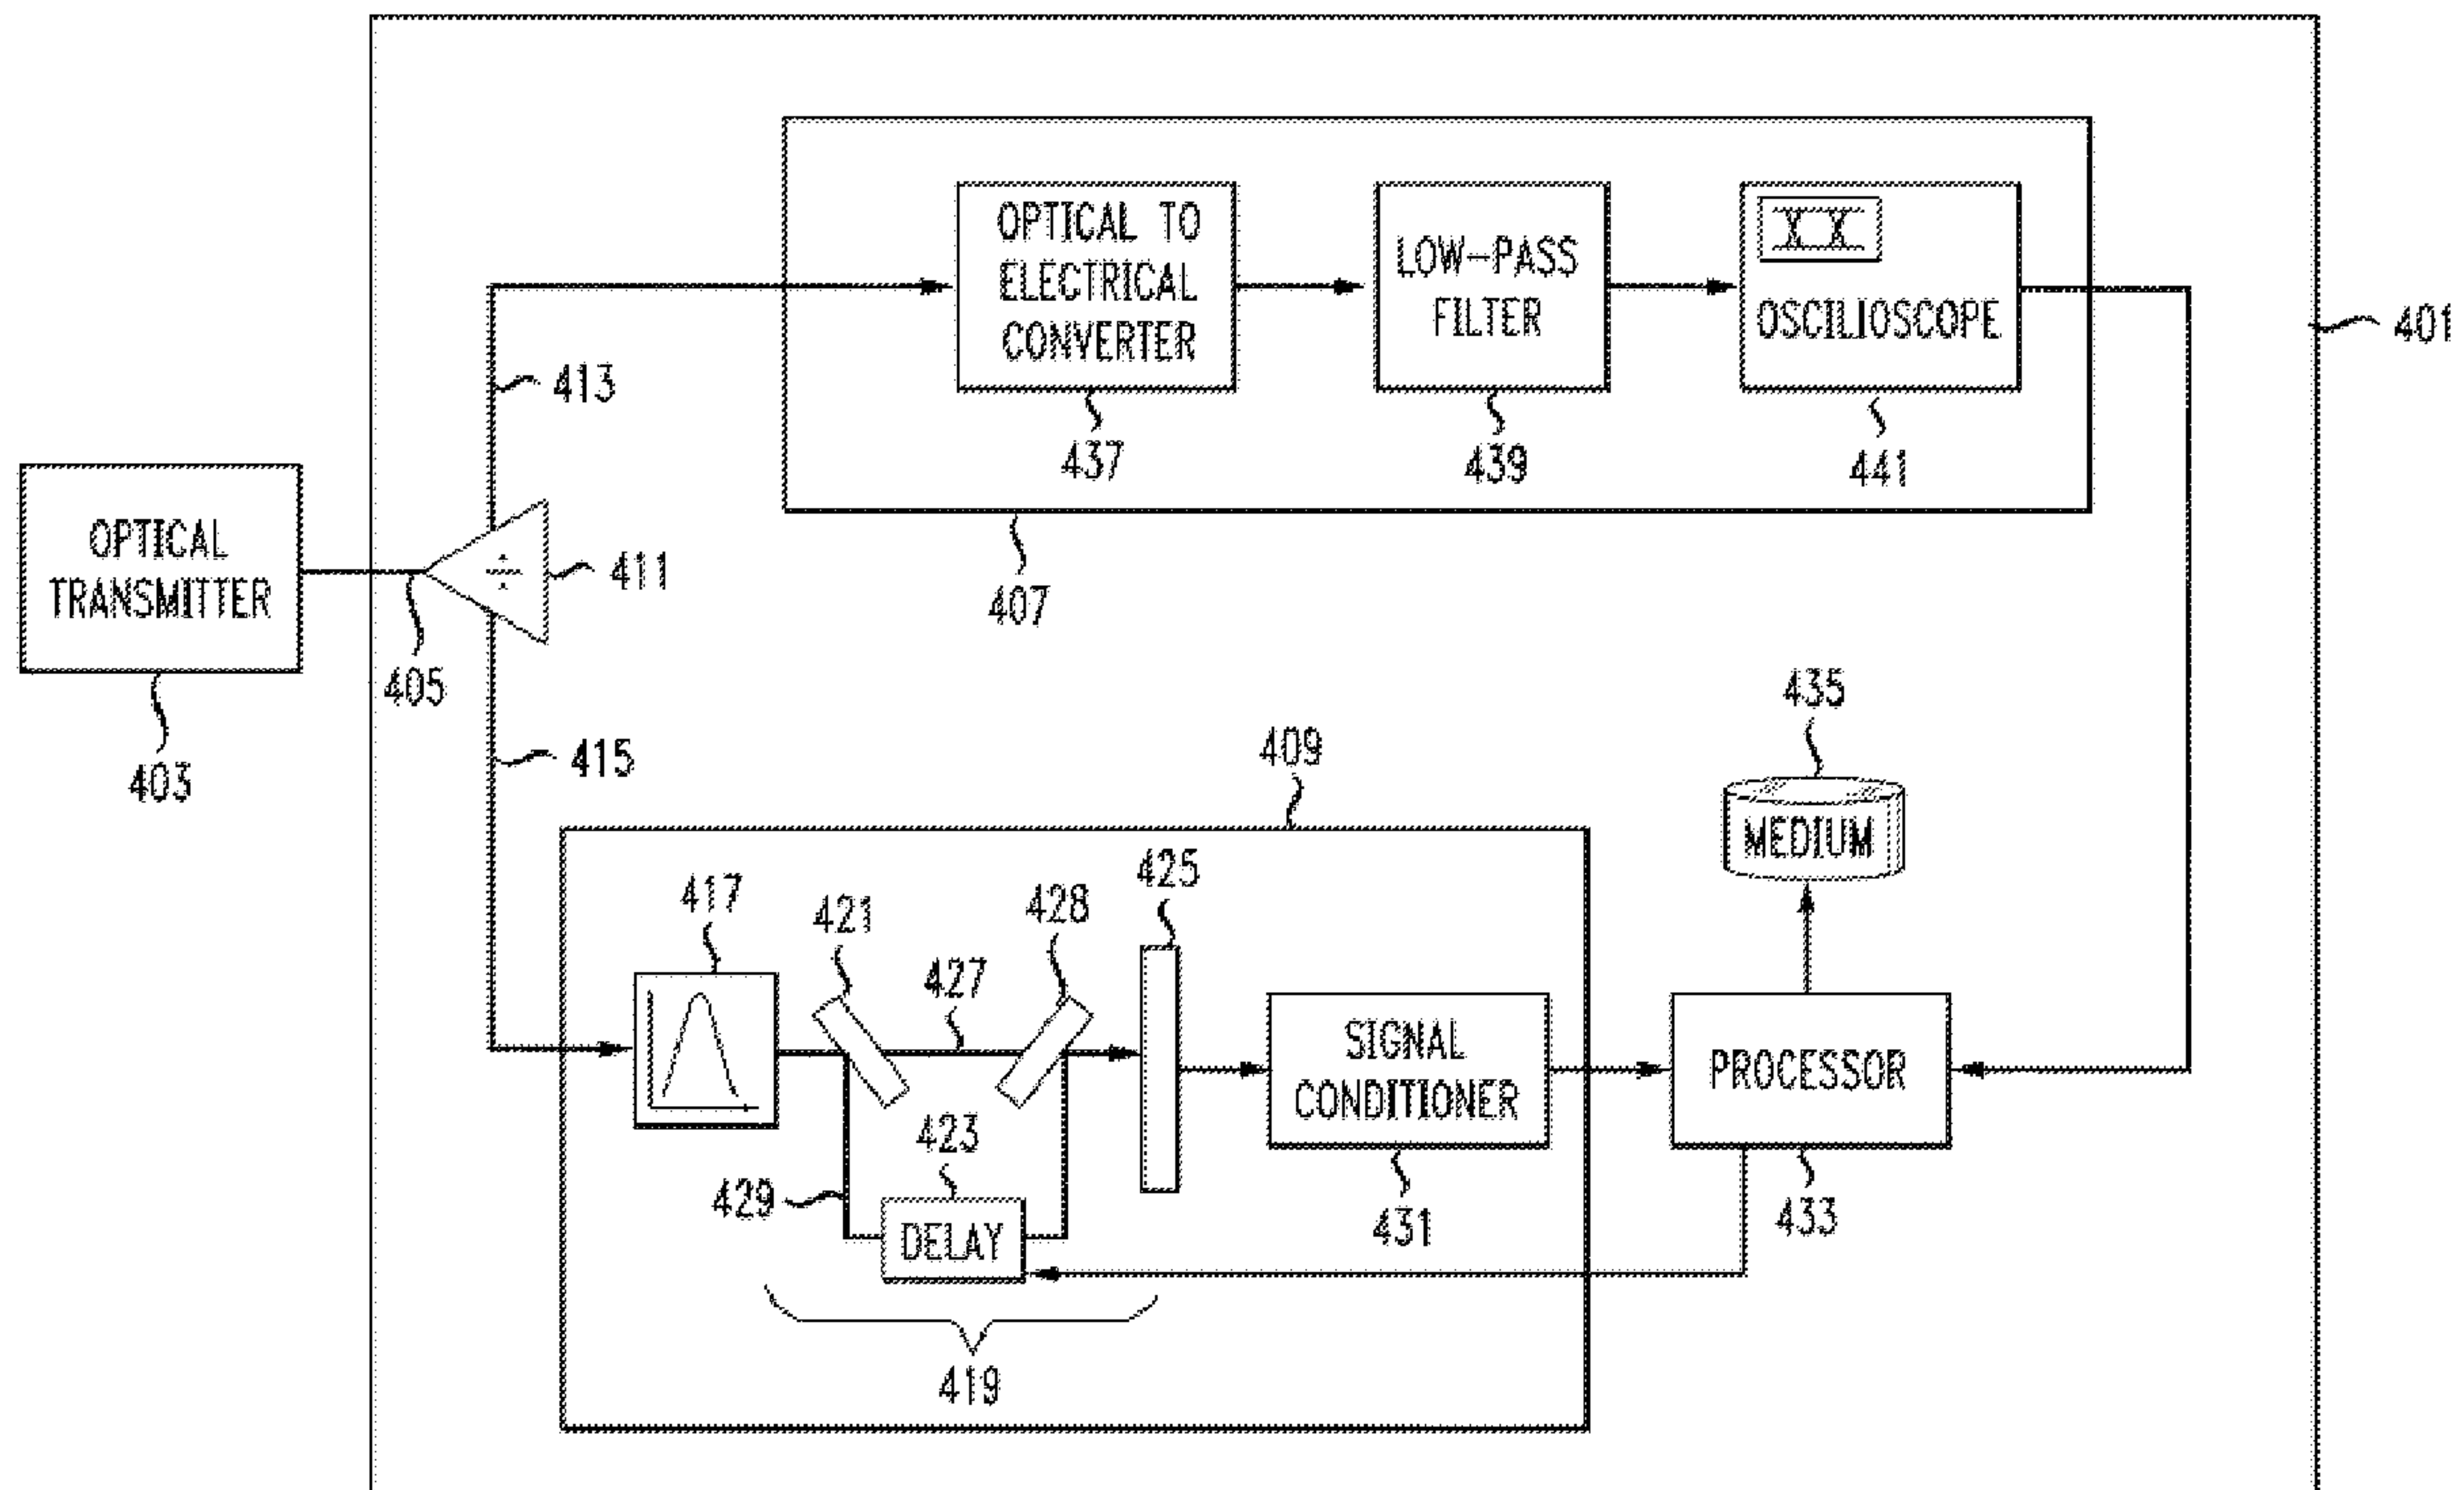 OPTICAL TO
ELECTRICAL
CONVERTER
LOW-PASS
FILTER
OSCILIOSCOPE
401
413
437
439
441
OPTICAL
TRANSMITTER
411
407
405
403
415
409
435
MEDIUM
417
421
428
425
427
SIGNAL
CONDITIONER
PROCESSOR
423
429
DELAY
431
433
419
÷